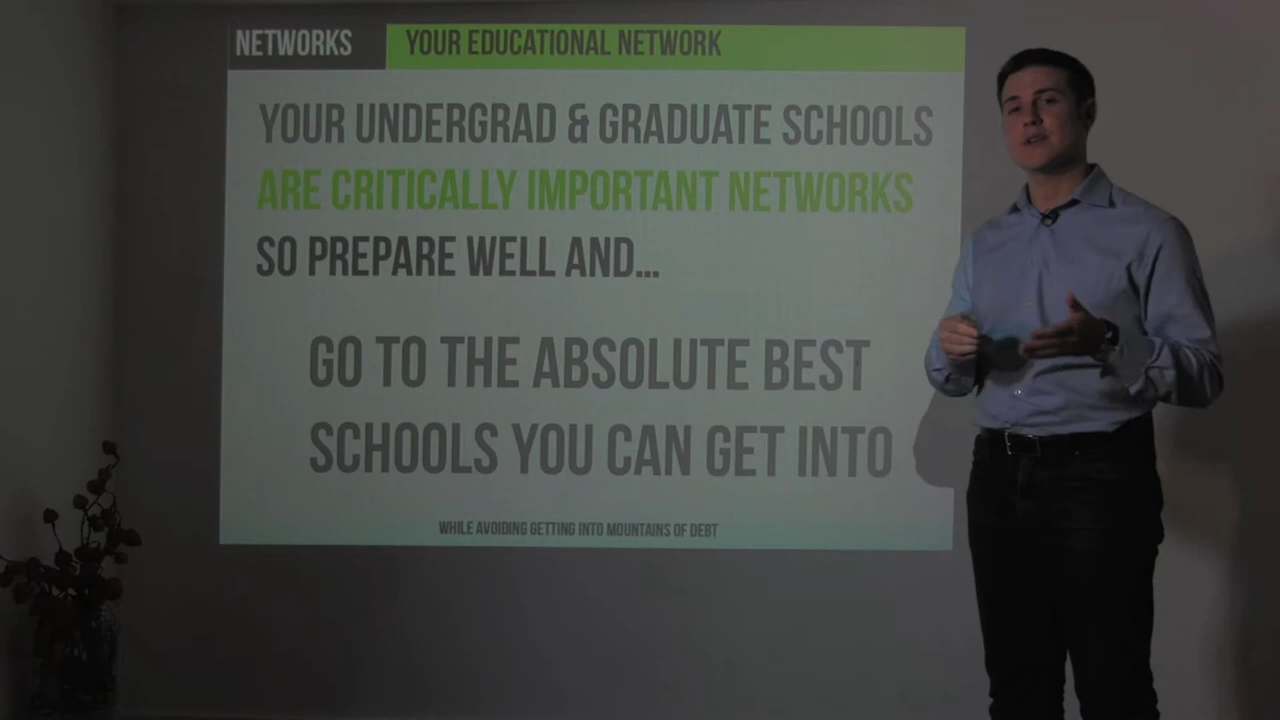 NETWORKS
YOUR EDUCATIONAL NETWORK
YOUR UNDERGRAD & GRADUATE SCHOOLS
ARE CRITICALLY IMPORTANT NETWORKS
SO PREPARE WELL AND...
GO TO THE ABSOLUTE BEST
SCHOOLS YOU CAN GET INTO
WHILE AVOIDING GETTING INTO MOUNTAINS OF DEBT